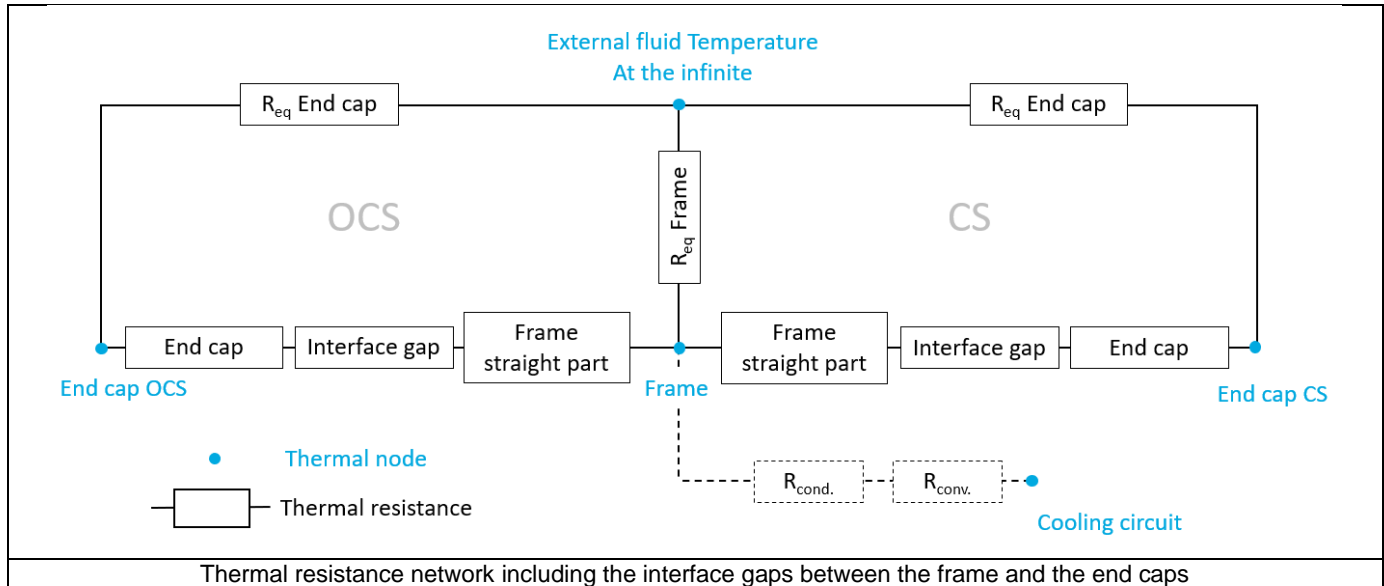 External fluid Temperature
At the infinite
Req End cap
Req End cap
Req Frame
OCS
CS
End cap
Interface gap
Frame
straight part
Frame
straight part
Interface gap
End cap
End cap OCS
Frame
End cap CS
Thermal node
Thermal resistance
Rcond.
Rconv.
Cooling circuit
Thermal resistance network including the interface gaps between the frame and the end caps